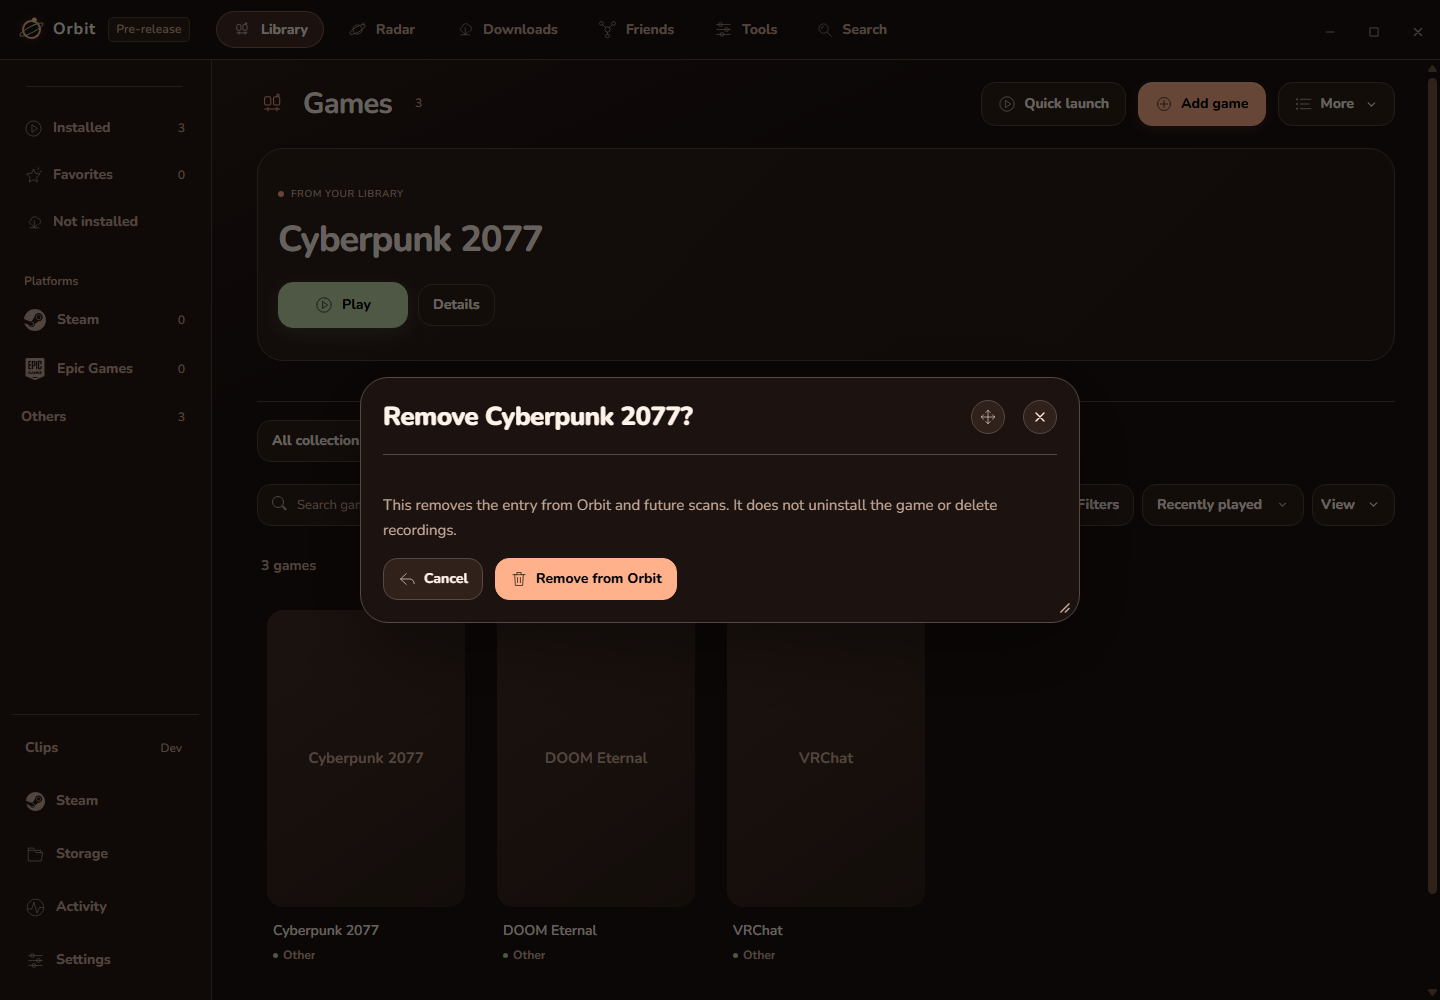 Orbit
Pre-release
Library
Radar
Downloads
Friends
Tools
Search
Installed
3
Favorites
0
Not installed
Platforms
Steam
0
EPIC GAMES
Epic Games
0
Others
3
Clips
Dev
Steam
Storage
Activity
Settings
Games
3
Quick launch
Add game
More
FROM YOUR LIBRARY
Cyberpunk 2077
Play
Details
All collection
Search gar
Filters
Recently played
View
3 games
Remove Cyberpunk 2077?
This removes the entry from Orbit and future scans. It does not uninstall the game or delete
recordings.
Cancel
Remove from Orbit
Cyberpunk 2077
DOOM Eternal
VRChat
Cyberpunk 2077
DOOM Eternal
VRChat
Other
Other
Other